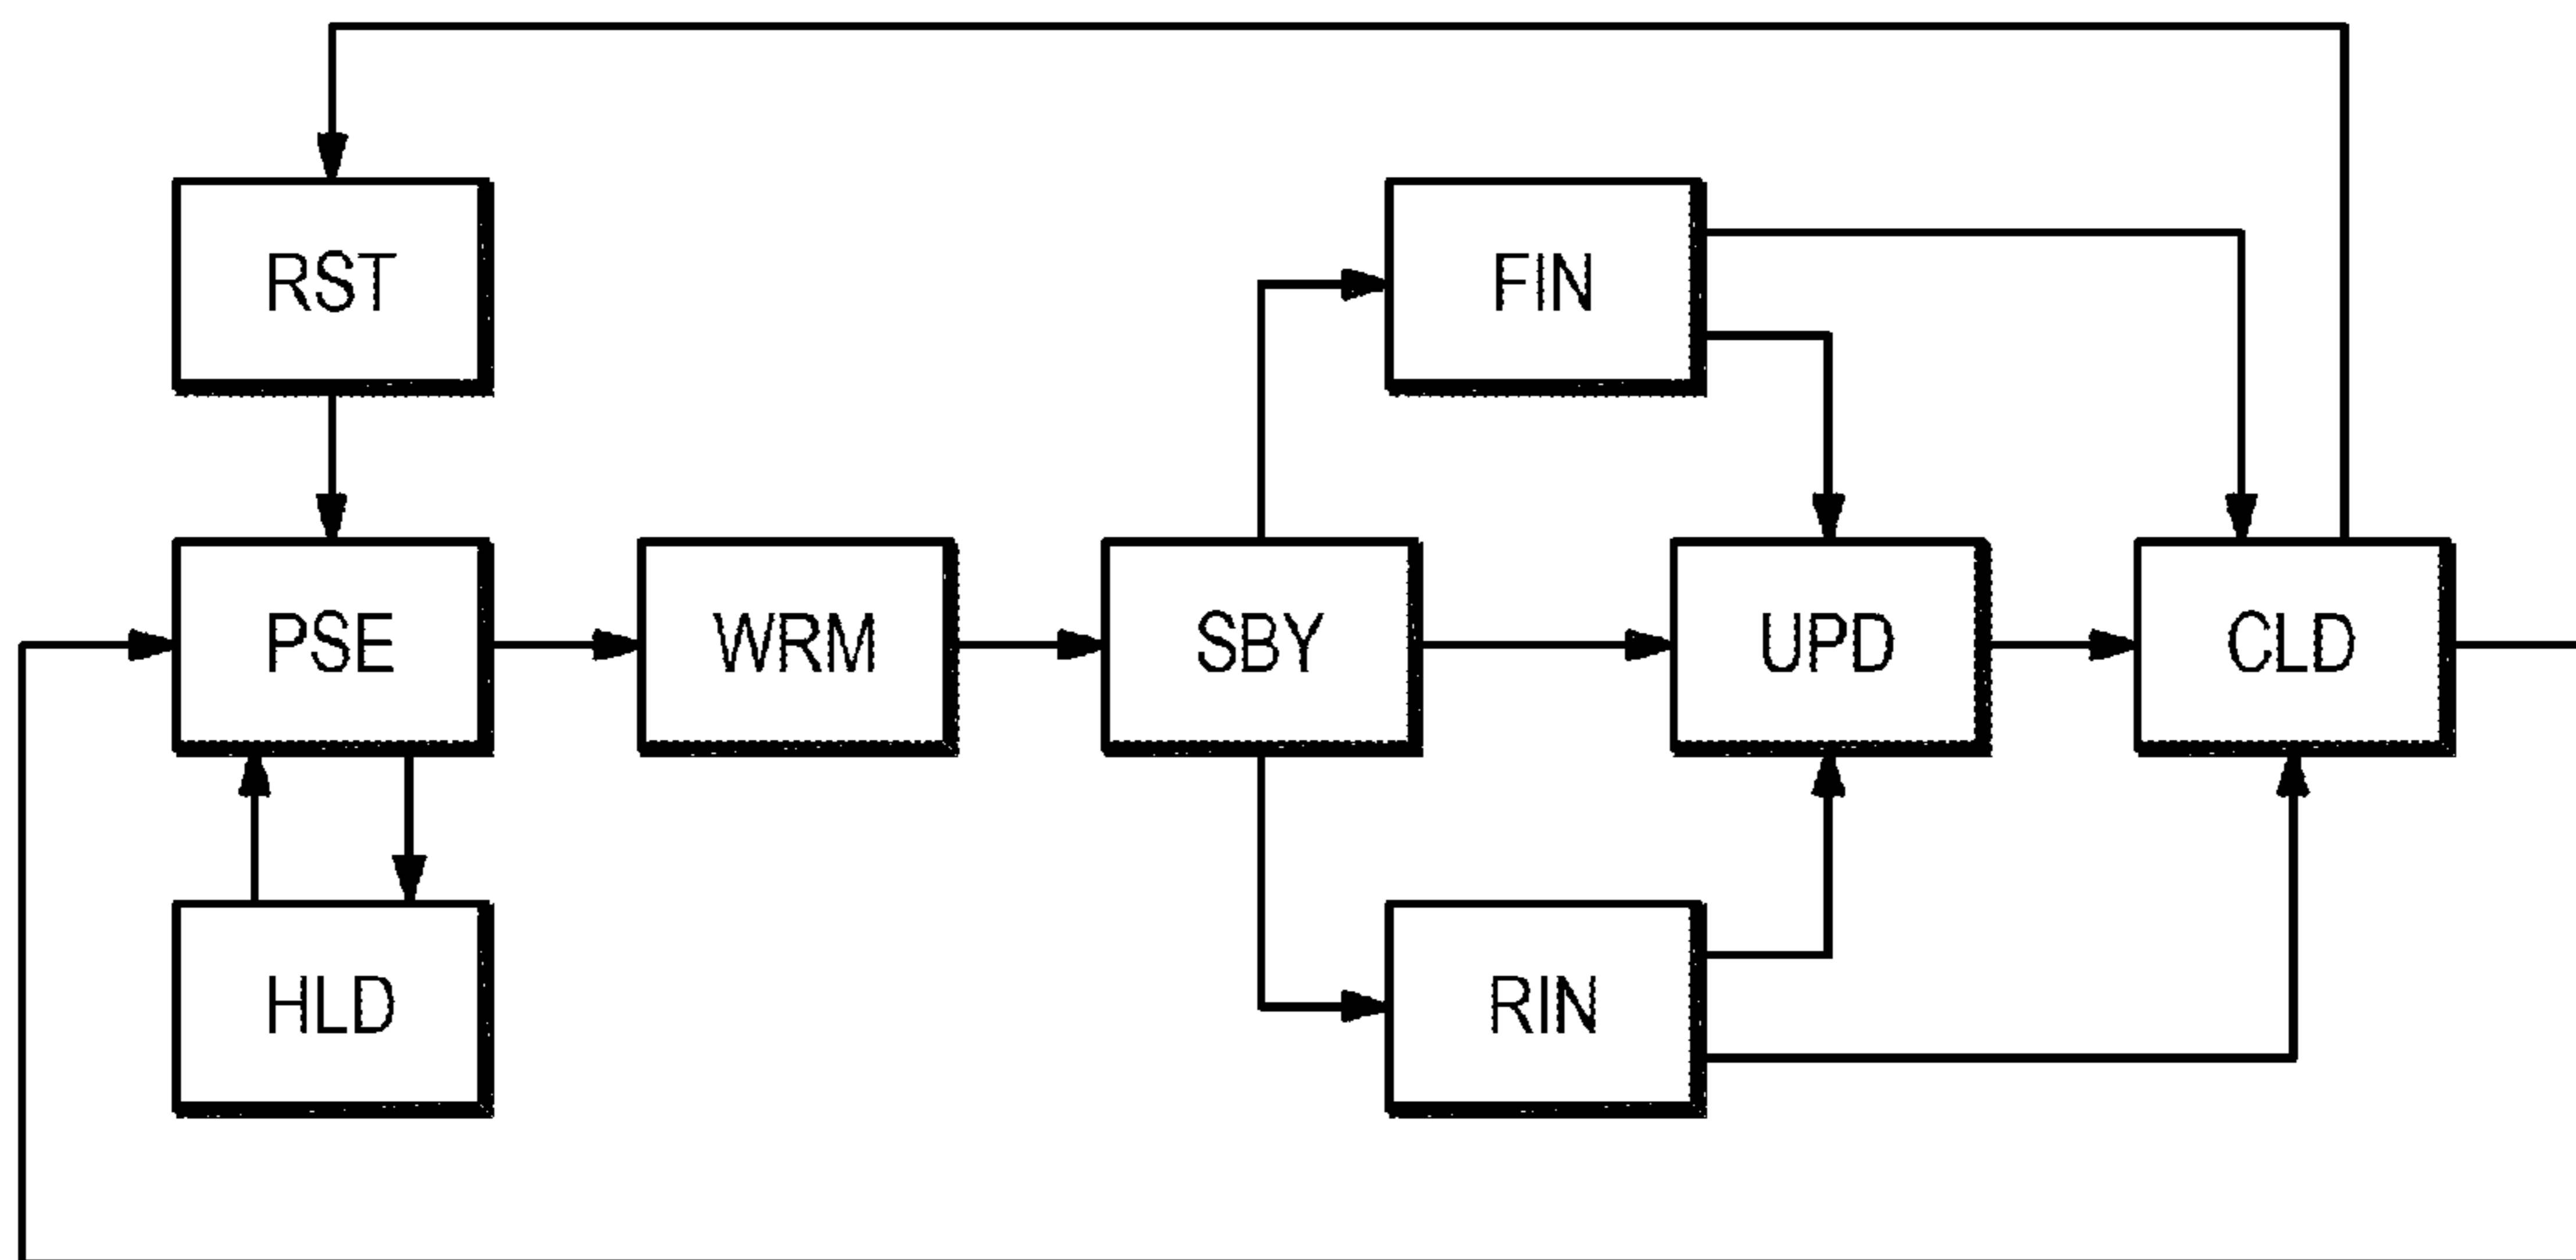 RST
FIN
PSE
WRM
SBY
UPD
CLD
HLD
RIN